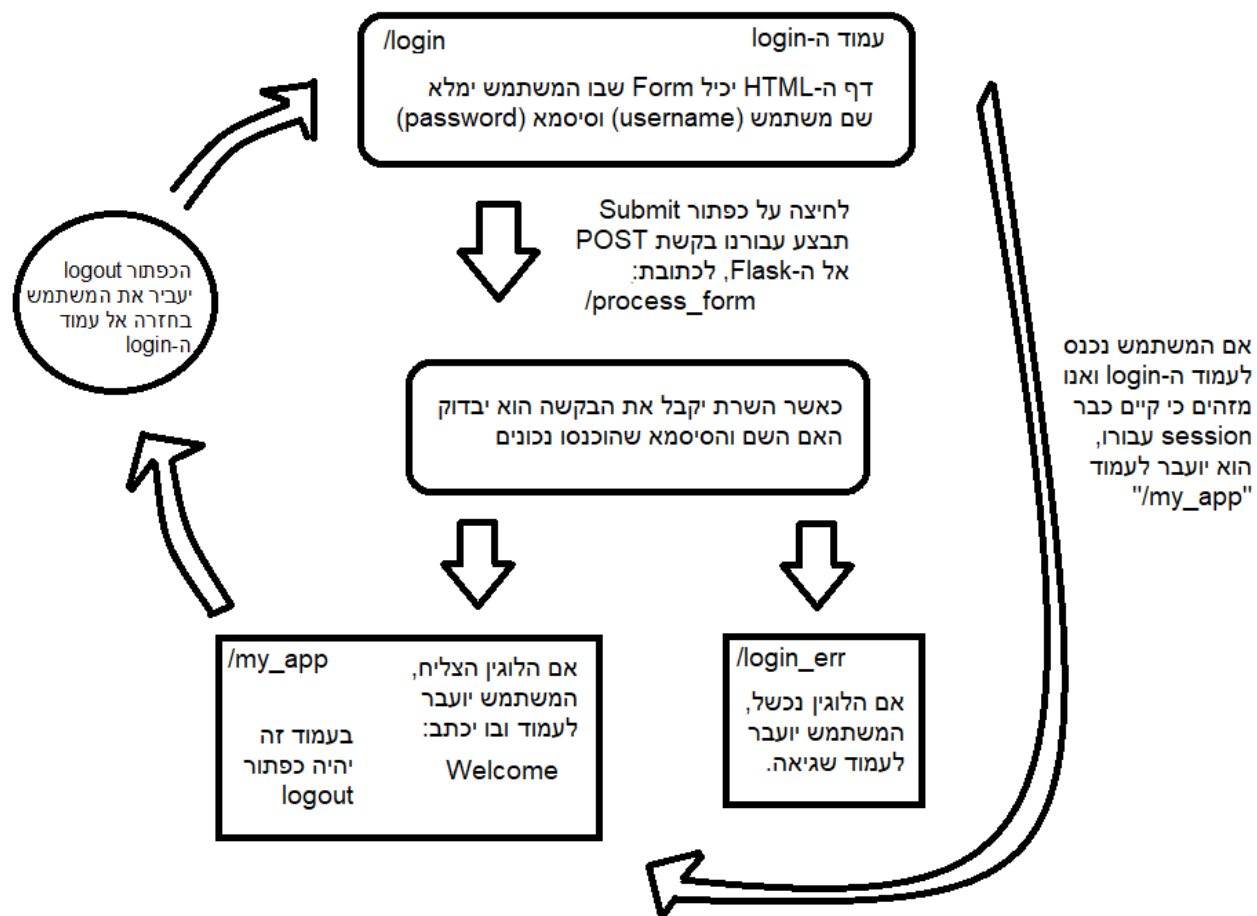 עמוד ה-login
/login
דף ה-HTML יכיל Form שבו המשתמש ימלא
שם משתמש (username) וסיסמא (password)
לחיצה על כפתור Submit
תבצע עבורנו בקשת POST
אל ה-Flask, לכתובת:
/process_form
הכפתור logout
יעביר את המשתמש
בחזרה אל עמוד
ה-login
אם המשתמש נכנס
לעמוד ה-login ואנו
מזהים כי קיים כבר
session עבורו,
הוא יועבר לעמוד
"/my_app"
כאשר השרת יקבל את הבקשה הוא יבדוק
האם השם והסיסמא שהוכנסו נכונים
/my_app
אם הלוגין הצליח,
המשתמש יועבר
לעמוד ובו יכתב:
Welcome
בעמוד זה
יהיה כפתור
logout
/login_err
אם הלוגין נכשל,
המשתמש יועבר
לעמוד שגיאה.